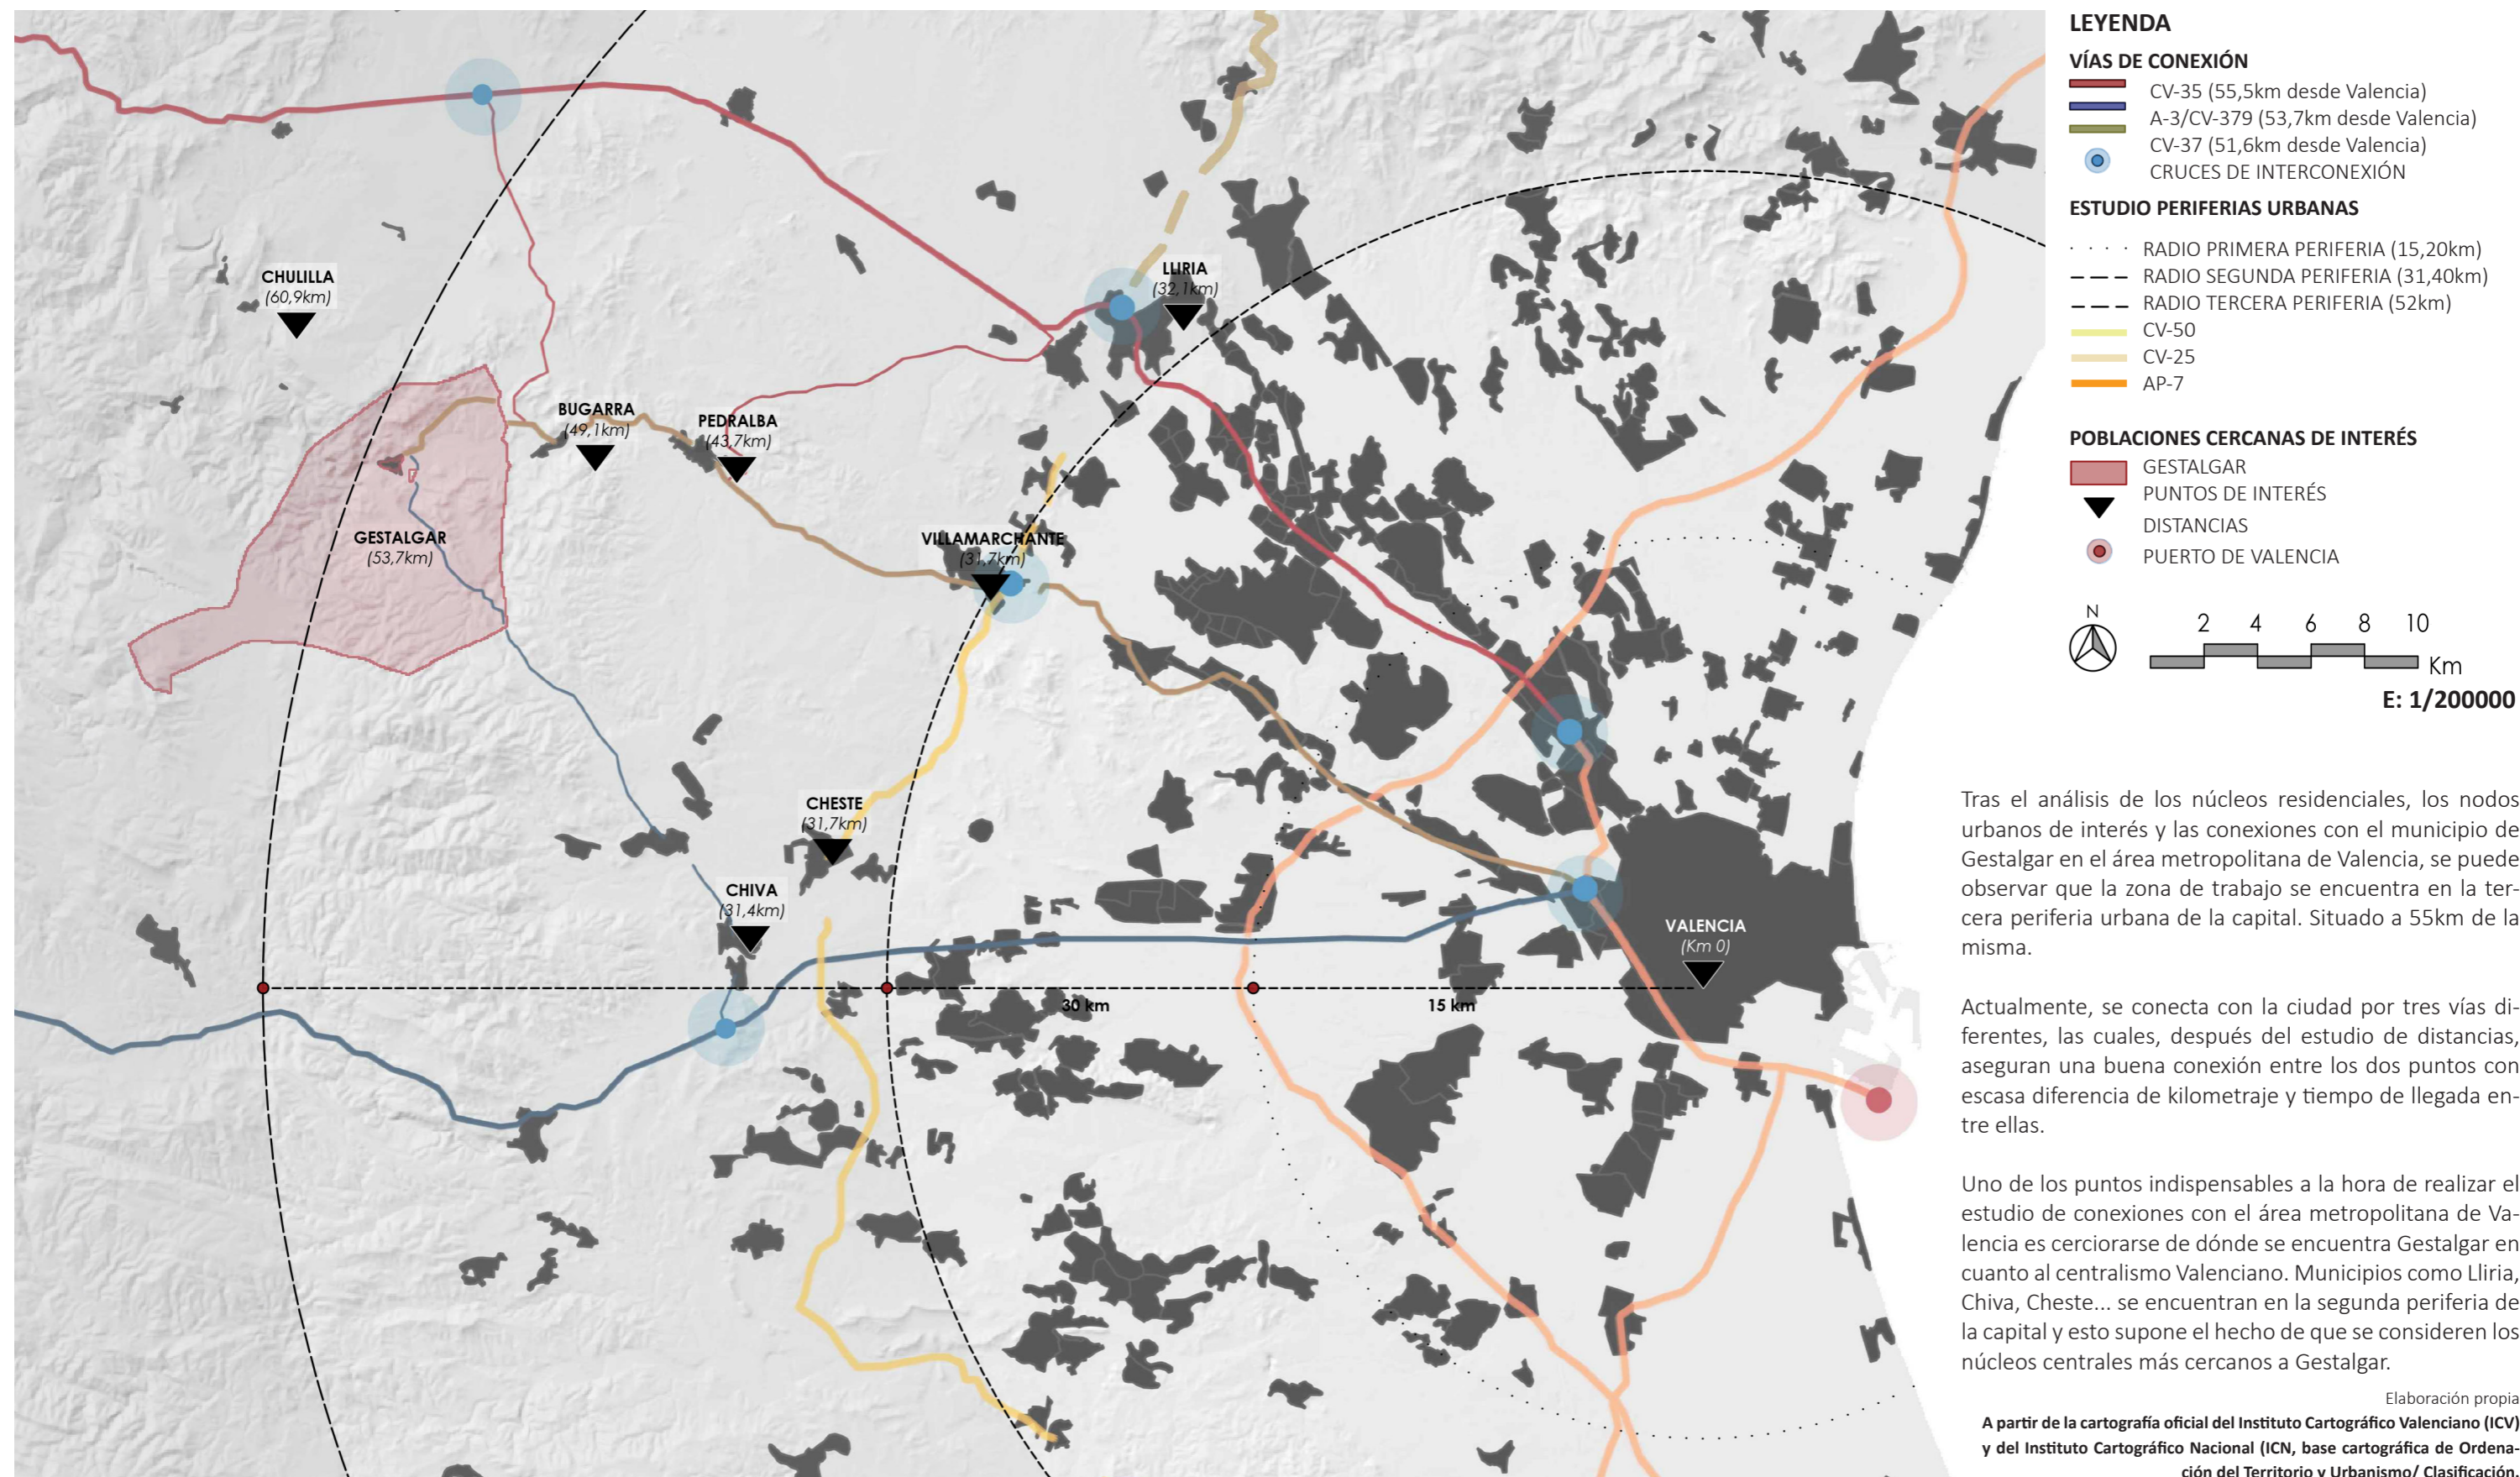 CHULILLA
(60,9km)
LLIRIA
(32,1km)
BUGARRA
(49,1km)
PEDRALBA
(43,7km)
GESTALGAR
(53,7km)
VILLAMARCHANTE
(31,7km)
CHESTE
(31,7km)
CHIVA
(31,4km)
VALENCIA
(Km 0)
30 km
15 km
LEYENDA
VÍAS DE CONEXIÓN
CV-35 (55,5km desde Valencia)
A-3/CV-379 (53,7km desde Valencia)
CV-37 (51,6km desde Valencia)
CRUCES DE INTERCONEXIÓN
ESTUDIO PERIFERIAS URBANAS
RADIO PRIMERA PERIFERIA (15,20km)
RADIO SEGUNDA PERIFERIA (31,40km)
RADIO TERCERA PERIFERIA (52km)
CV-50
CV-25
AP-7
POBLACIONES CERCANAS DE INTERÉS
GESTALGAR
PUNTOS DE INTERÉS
DISTANCIAS
PUERTO DE VALENCIA
N
2 4 6 8 10
Km
E: 1/200000
Tras el análisis de los núcleos residenciales, los nodos
urbanos de interés y las conexiones con el municipio de
Gestalgar en el área metropolitana de Valencia, se puede
observar que la zona de trabajo se encuentra en la ter-
cera periferia urbana de la capital. Situado a 55km de la
misma.
Actualmente, se conecta con la ciudad por tres vías di-
ferentes, las cuales, después del estudio de distancias,
aseguran una buena conexión entre los dos puntos con
escasa diferencia de kilometraje y tiempo de llegada en-
tre ellas.
Uno de los puntos indispensables a la hora de realizar el
estudio de conexiones con el área metropolitana de Va-
lencia es cerciorarse de dónde se encuentra Gestalgar en
cuanto al centralismo Valenciano. Municipios como Lliria,
Chiva, Cheste... se encuentran en la segunda periferia de
la capital y esto supone el hecho de que se consideren los
núcleos centrales más cercanos a Gestalgar.
Elaboración propia
A partir de la cartografía oficial del Instituto Cartográfico Valenciano (ICV)
y del Instituto Cartográfico Nacional (ICN, base cartográfica de Ordena-
ción del Territorio y Urbanismo/ Clasificación.